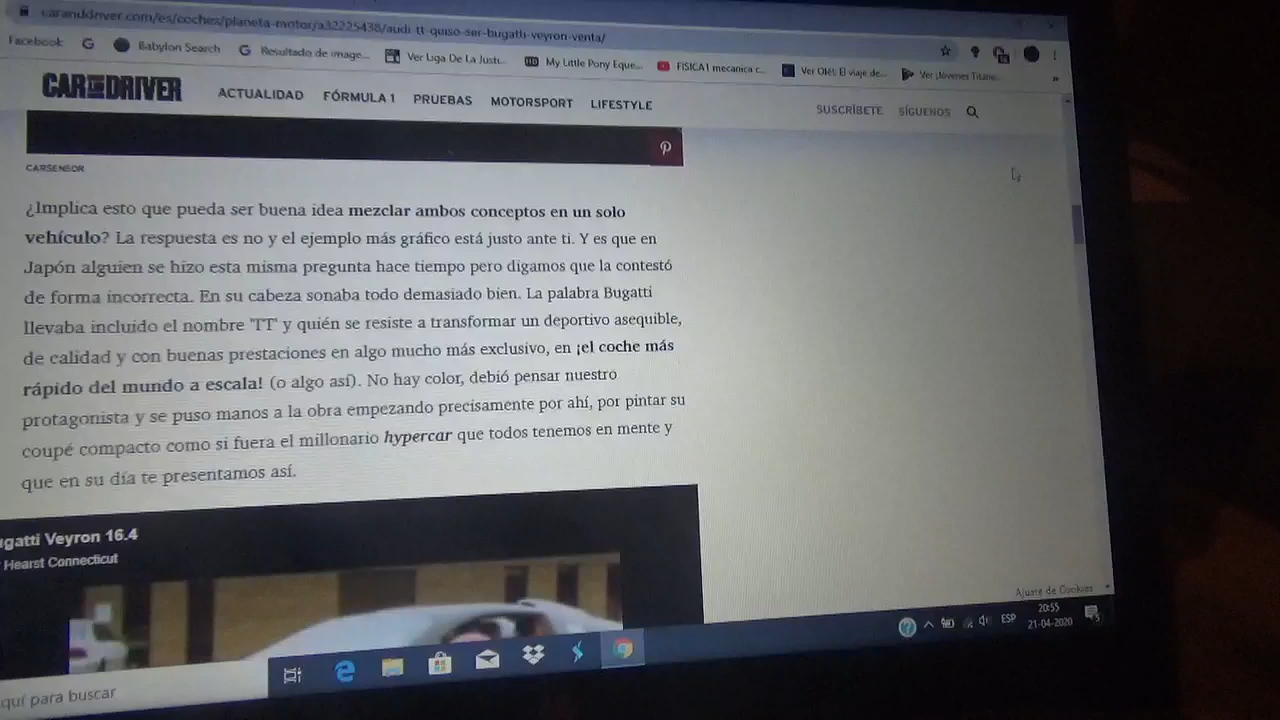 caranddriver.com/es/coches/planeta-motor/a32225438/audi-tt-quiso-ser-bugatti-veyron-venta/
Facebook
Babylon Search
Resultado de image...
Ver Liga De La Justi...
My Little Pony Eque...
FISICA I mecanica c...
Ver Olé!: El viaje de...
Ver ¡Jóvenes Titane...
»
CAR AND DRIVER
ACTUALIDAD FÓRMULA 1 PRUEBAS MOTORSPORT LIFESTYLE
SUSCRÍBETE SÍGUENOS
CARSENSOR
¿Implica esto que pueda ser buena idea mezclar ambos conceptos en un solo
vehículo? La respuesta es no y el ejemplo más gráfico está justo ante ti. Y es que en
Japón alguien se hizo esta misma pregunta hace tiempo pero digamos que la contestó
de forma incorrecta. En su cabeza sonaba todo demasiado bien. La palabra Bugatti
llevaba incluido el nombre 'TT' y quién se resiste a transformar un deportivo asequible,
de calidad y con buenas prestaciones en algo mucho más exclusivo, en ¡el coche más
rápido del mundo a escala! (o algo así). No hay color, debió pensar nuestro
protagonista y se puso manos a la obra empezando precisamente por ahí, por pintar su
coupé compacto como si fuera el millonario hypercar que todos tenemos en mente y
que en su día te presentamos así.
ugatti Veyron 16.4
Hearst Connecticut
Ajuste de Cookies
quí para buscar
ESP
20:55
21-04-2020
5